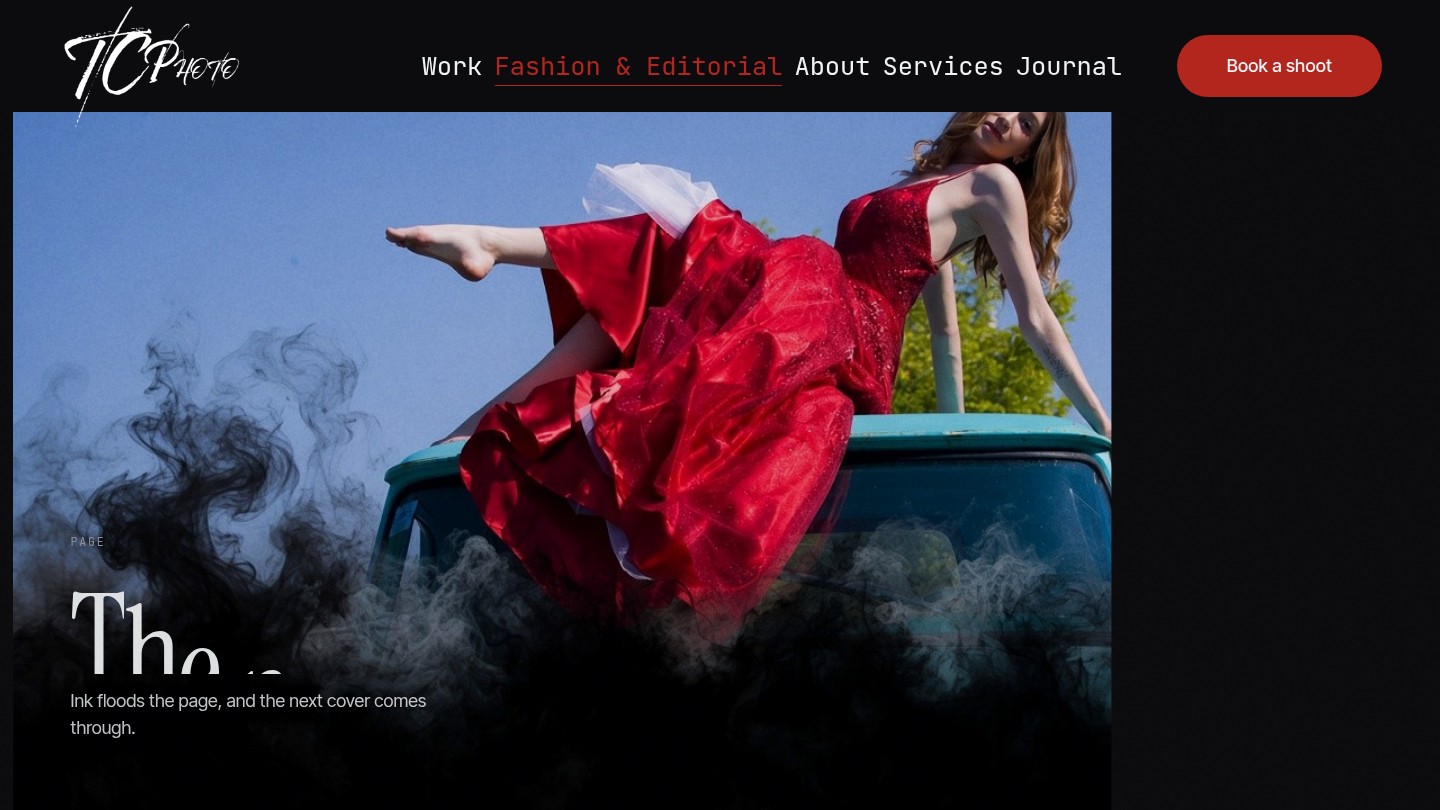 TCPHOTO
Work Fashion & Editorial About Services Journal
Book a shoot
PAGE
The
Ink floods the page, and the next cover comes
through.